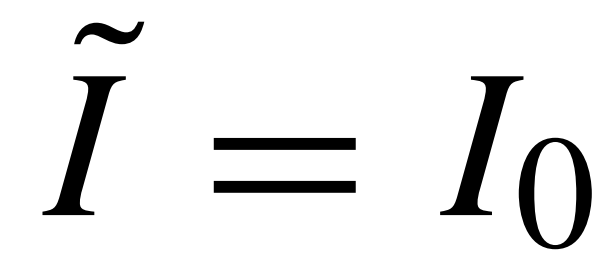 Ĩ = I₀